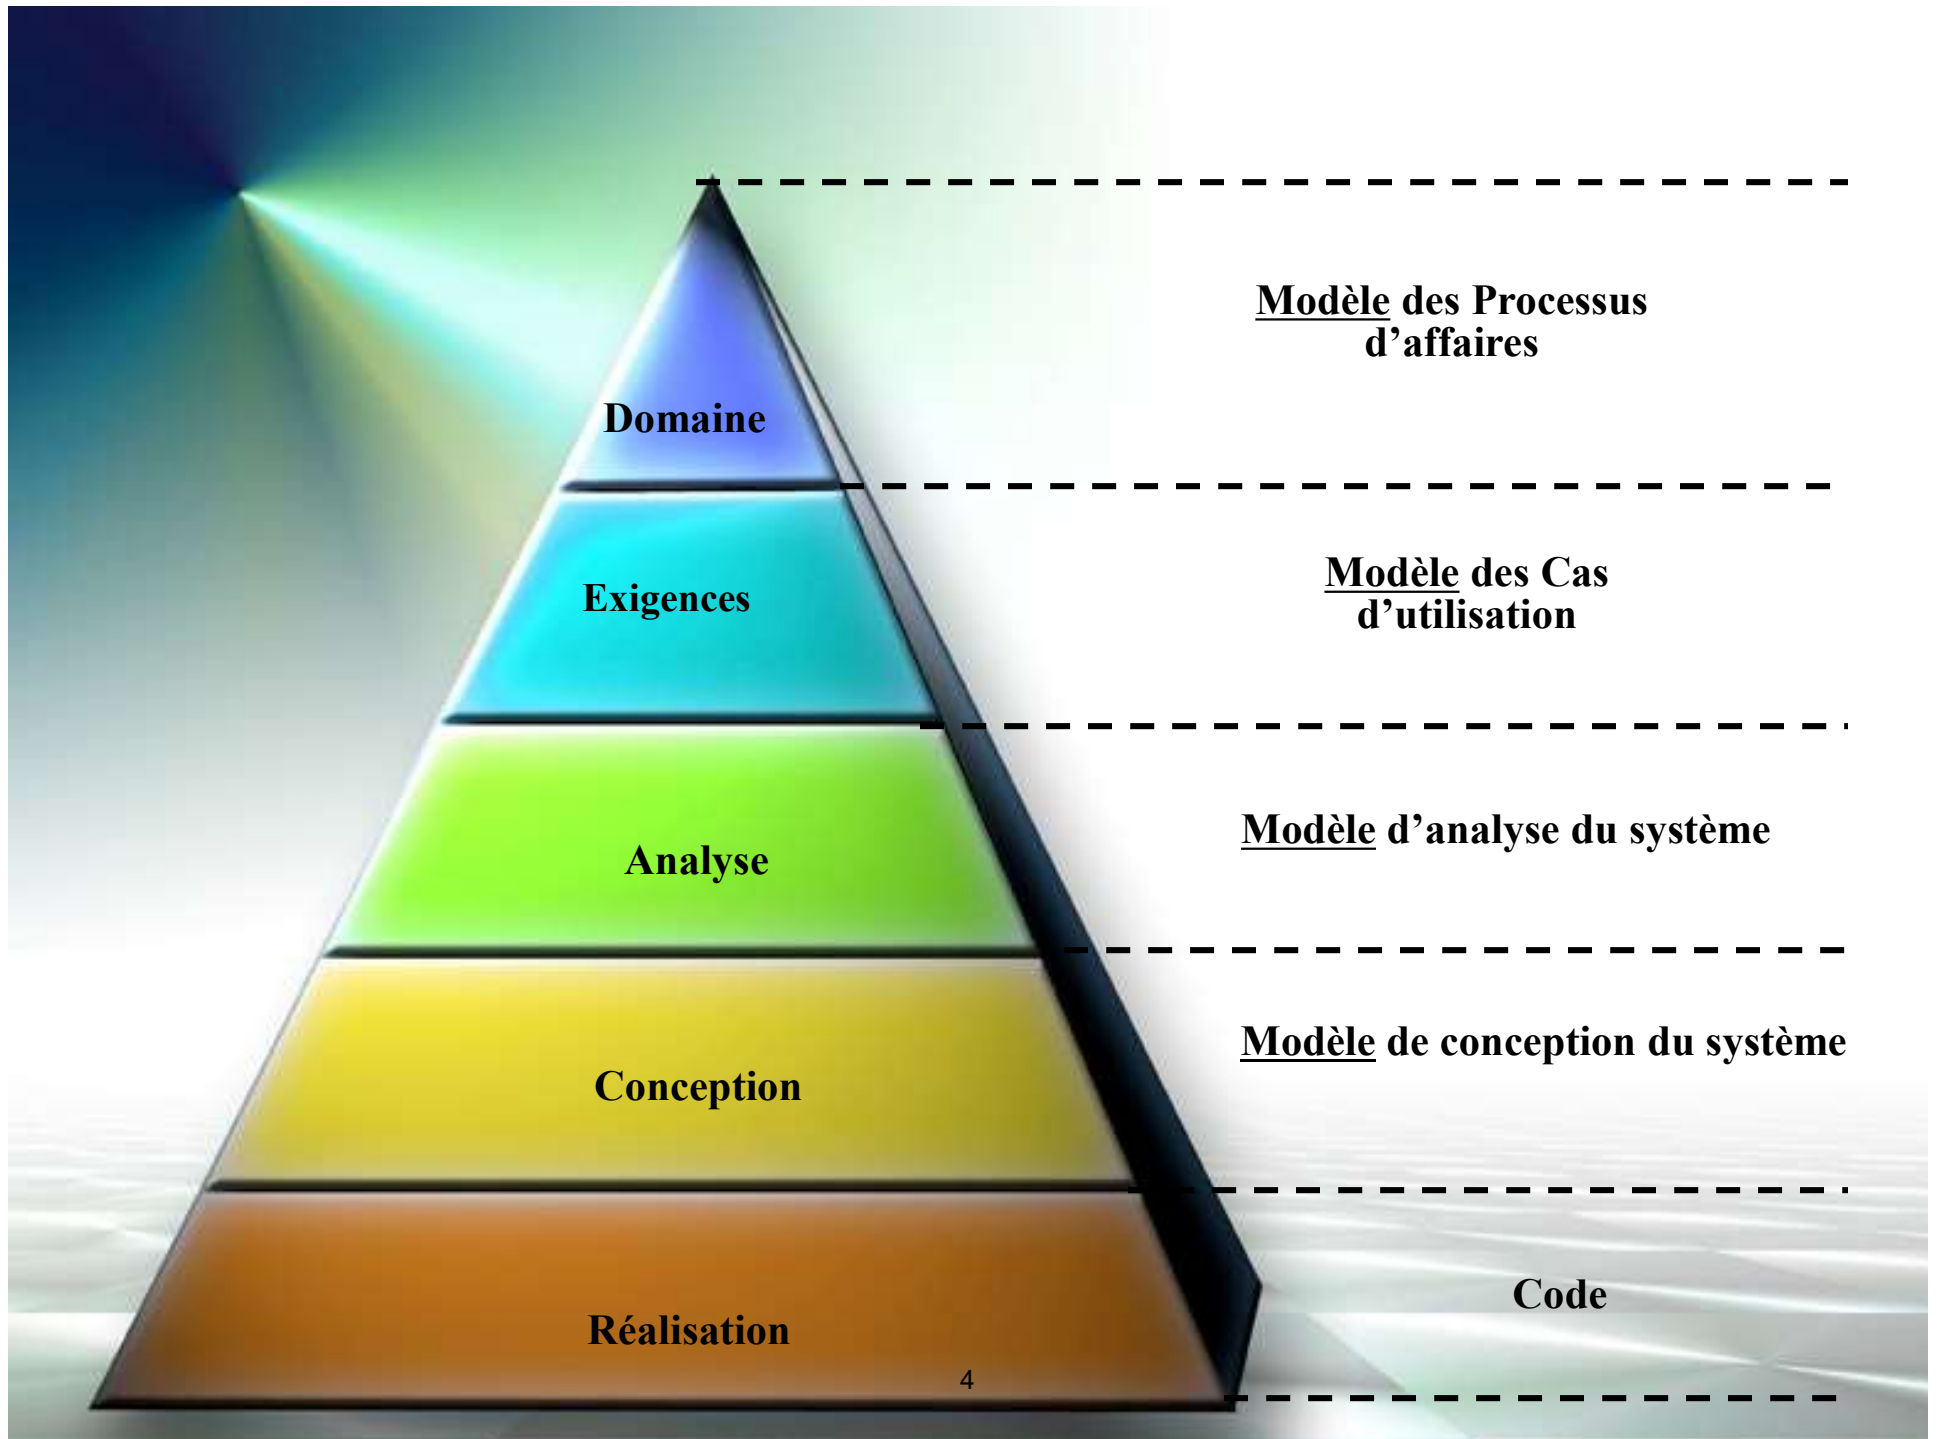 Modèle des Processus
d’affaires
Domaine
Modèle des Cas
d’utilisation
Exigences
Modèle d’analyse du système
Analyse
Modèle de conception du système
Conception
Code
Réalisation
4